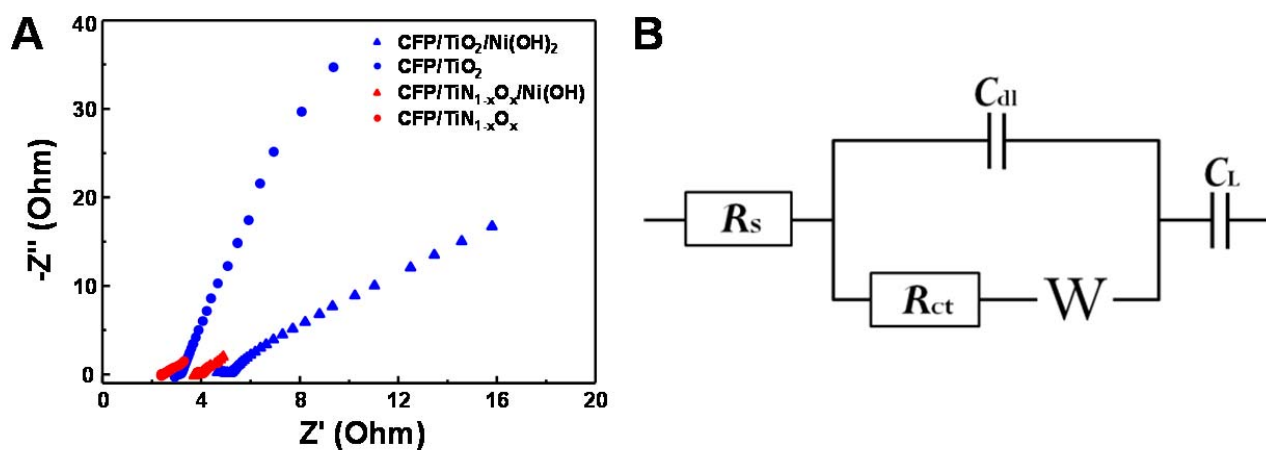 A
40
30
20
10
0
-Z'' (Ohm)
CFP/TiO₂/Ni(OH)₂
CFP/TiO₂
CFP/TiN₁₋ₓOₓ/Ni(OH)
CFP/TiN₁₋ₓOₓ
0 4 8 12 16 20
Z' (Ohm)
B
Cdl
CL
Rs
Rct
W